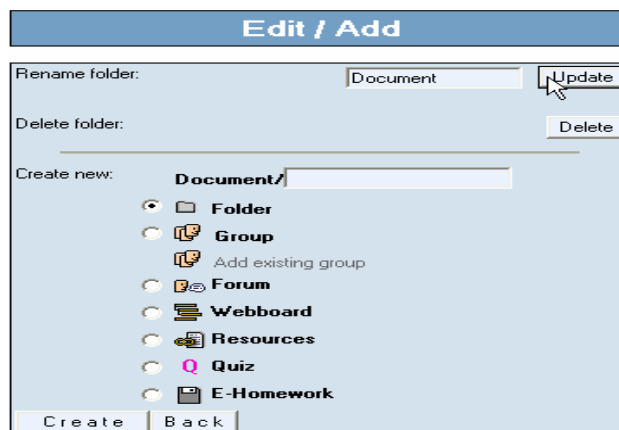 Edit / Add
Rename folder: Document Update
Delete folder: Delete
Create new: Document/
Folder
Group
Add existing group
Forum
Webboard
Resources
Q Quiz
E-Homework
Create Back